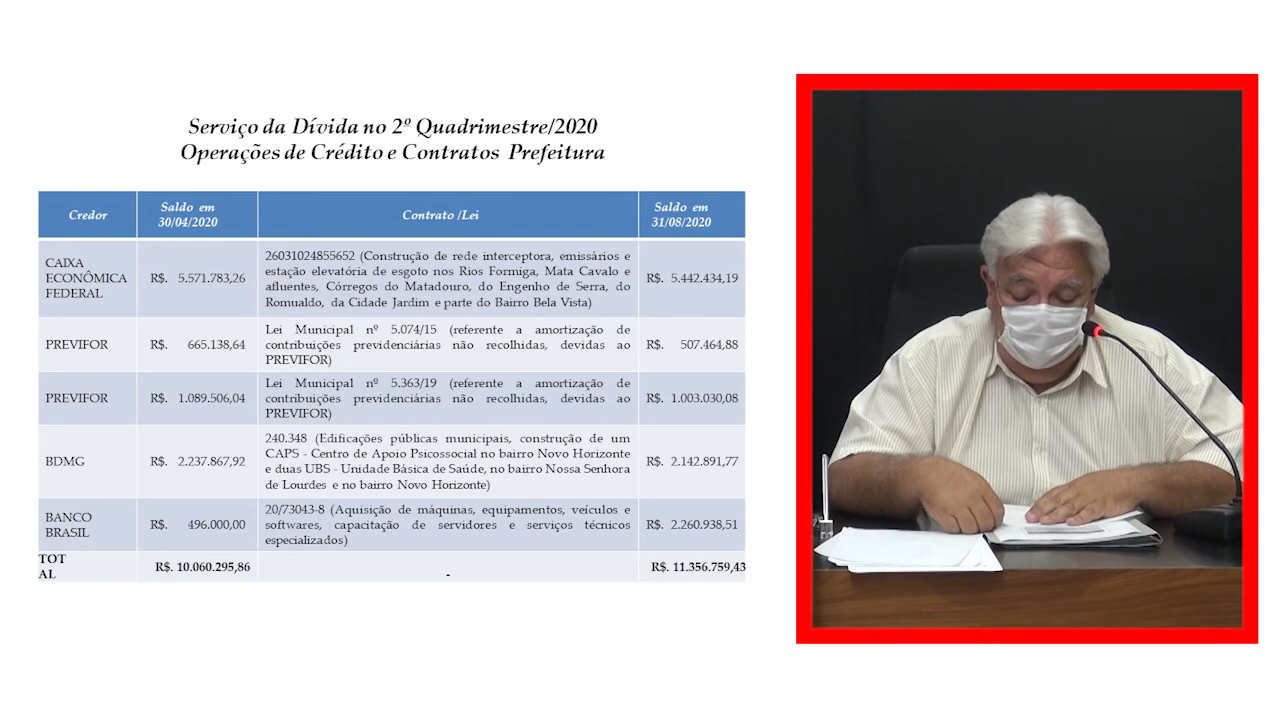 Serviço da Dívida no 2º Quadrimestre/2020
Operações de Crédito e Contratos Prefeitura
Credor
Saldo em
30/04/2020
Contrato /Lei
Saldo em
31/08/2020
CAIXA
ECONÔMICA
FEDERAL
R$. 5.571.783,26
26031024855652 (Construção de rede interceptora, emissários e
estação elevatória de esgoto nos Rios Formiga, Mata Cavalo e
afluentes, Córregos do Matadouro, do Engenho de Serra, do
Romualdo, da Cidade Jardim e parte do Bairro Bela Vista)
R$. 5.442.434,19
PREVIFOR
R$. 665.138,64
Lei Municipal nº 5.074/15 (referente a amortização de
contribuições previdenciárias não recolhidas, devidas ao
PREVIFOR)
R$. 507.464,88
PREVIFOR
R$. 1.089.506,04
Lei Municipal nº 5.363/19 (referente a amortização de
contribuições previdenciárias não recolhidas, devidas ao
PREVIFOR)
R$. 1.003.030,08
BDMG
R$. 2.237.867,92
240.348 (Edificações públicas municipais, construção de um
CAPS - Centro de Apoio Psicossocial no bairro Novo Horizonte
e duas UBS - Unidade Básica de Saúde, no bairro Nossa Senhora
de Lourdes e no bairro Novo Horizonte)
R$. 2.142.891,77
BANCO
BRASIL
R$. 496.000,00
20/73043-8 (Aquisição de máquinas, equipamentos, veículos e
softwares, capacitação de servidores e serviços técnicos
especializados)
R$. 2.260.938,51
TOT
AL
R$. 10.060.295,86
-
R$. 11.356.759,43